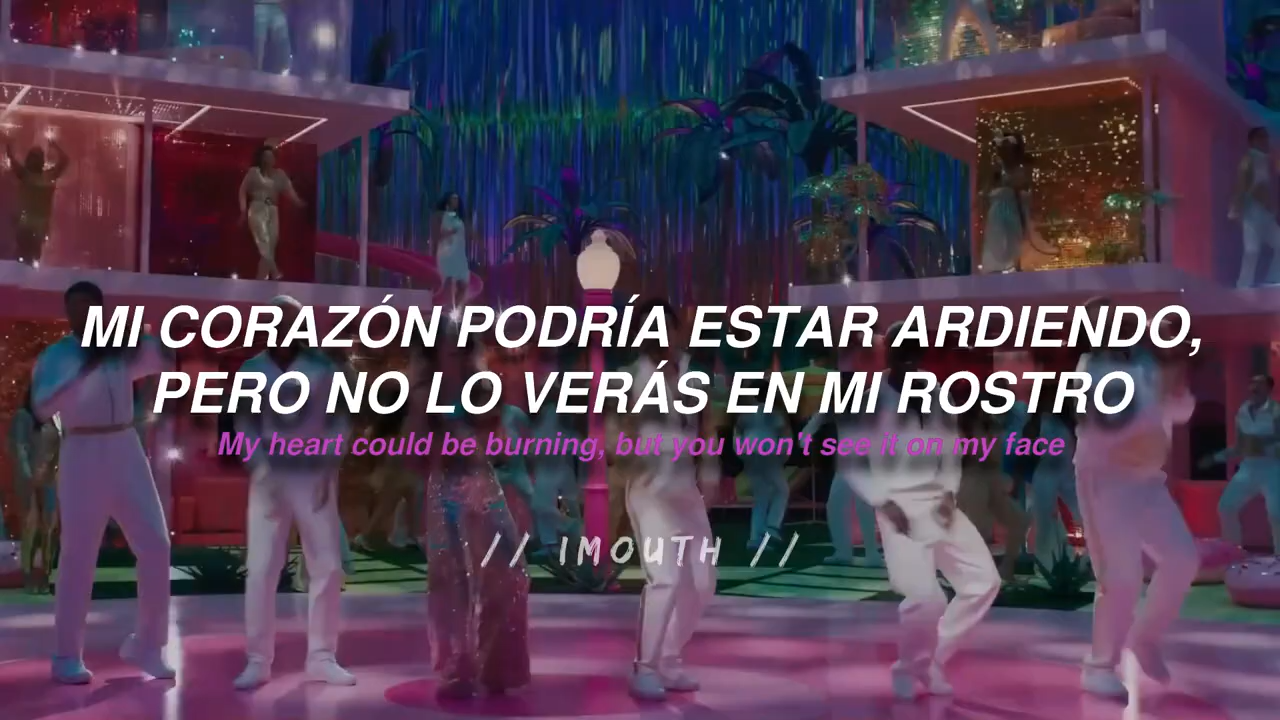 MI CORAZÓN PODRÍA ESTAR ARDIENDO,
PERO NO LO VERÁS EN MI ROSTRO
My heart could be burning, but you won't see it on my face
// IMOUTH //